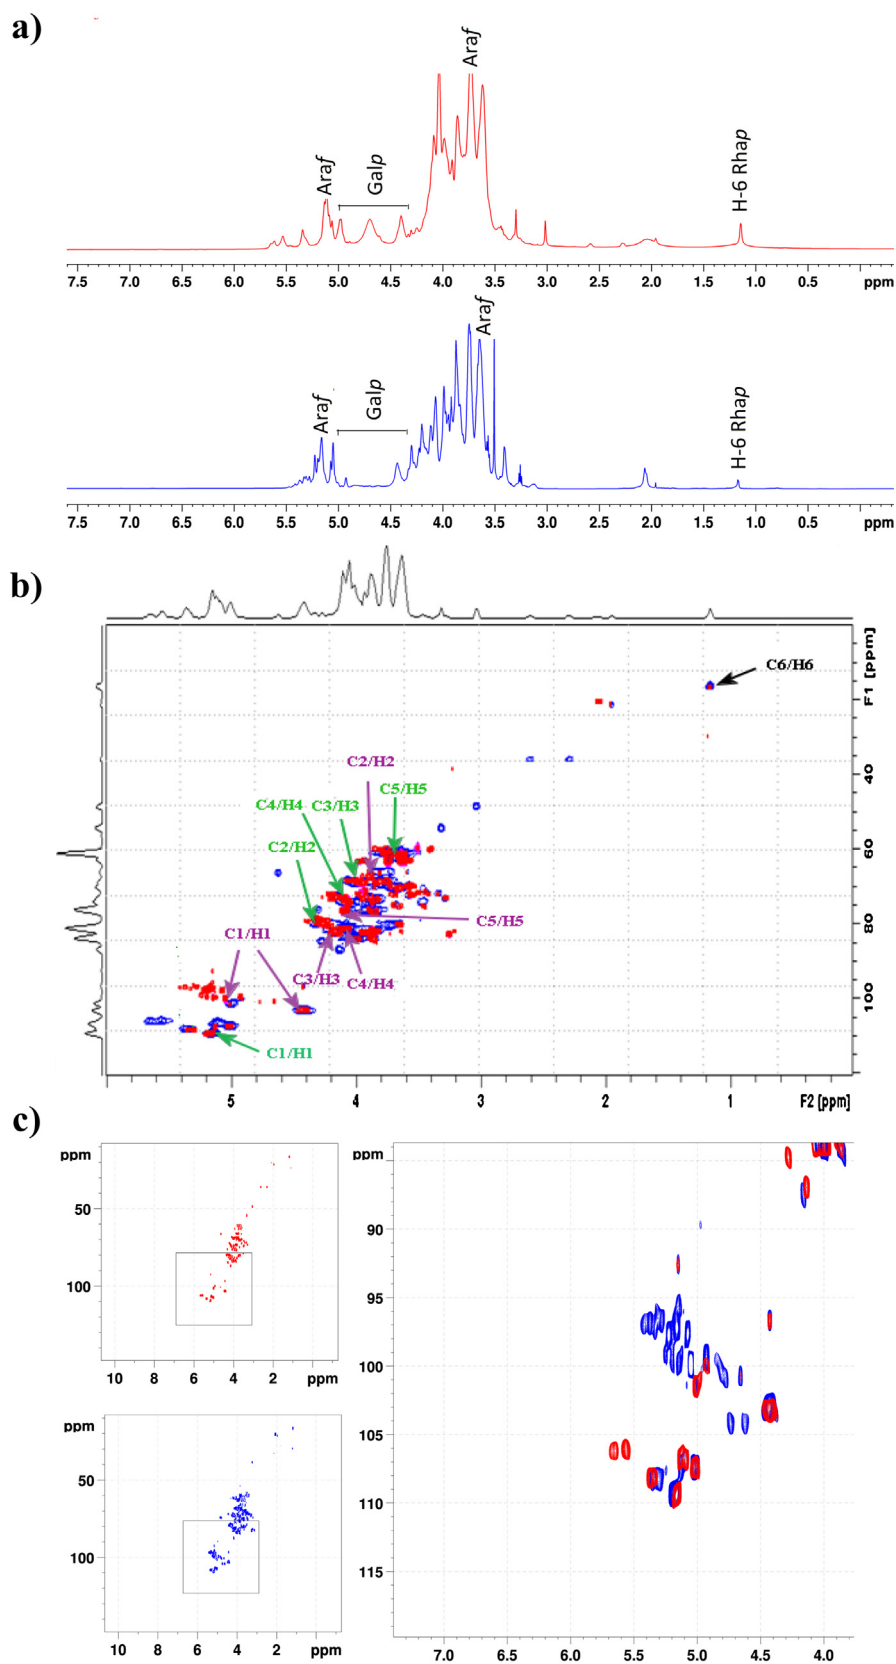 a)
Araf
Galp
Araf
H-6 Rhap
7.5 7.0 6.5 6.0 5.5 5.0 4.5 4.0 3.5 3.0 2.5 2.0 1.5 1.0 0.5 ppm
Araf
Galp
Araf
H-6 Rhap
7.5 7.0 6.5 6.0 5.5 5.0 4.5 4.0 3.5 3.0 2.5 2.0 1.5 1.0 0.5 ppm
b)
C6/H6
F1 [ppm]
C2/H2
C5/H5
C4/H4 C3/H3
C2/H2
C1/H1
C5/H5
C3/H3
C4/H4
C1/H1
40
60
80
100
5 4 3 2 1 F2 [ppm]
c)
ppm
50
100
10 8 6 4 2 ppm
ppm
50
100
10 8 6 4 2 ppm
ppm
90
95
100
105
110
115
7.0 6.5 6.0 5.5 5.0 4.5 4.0